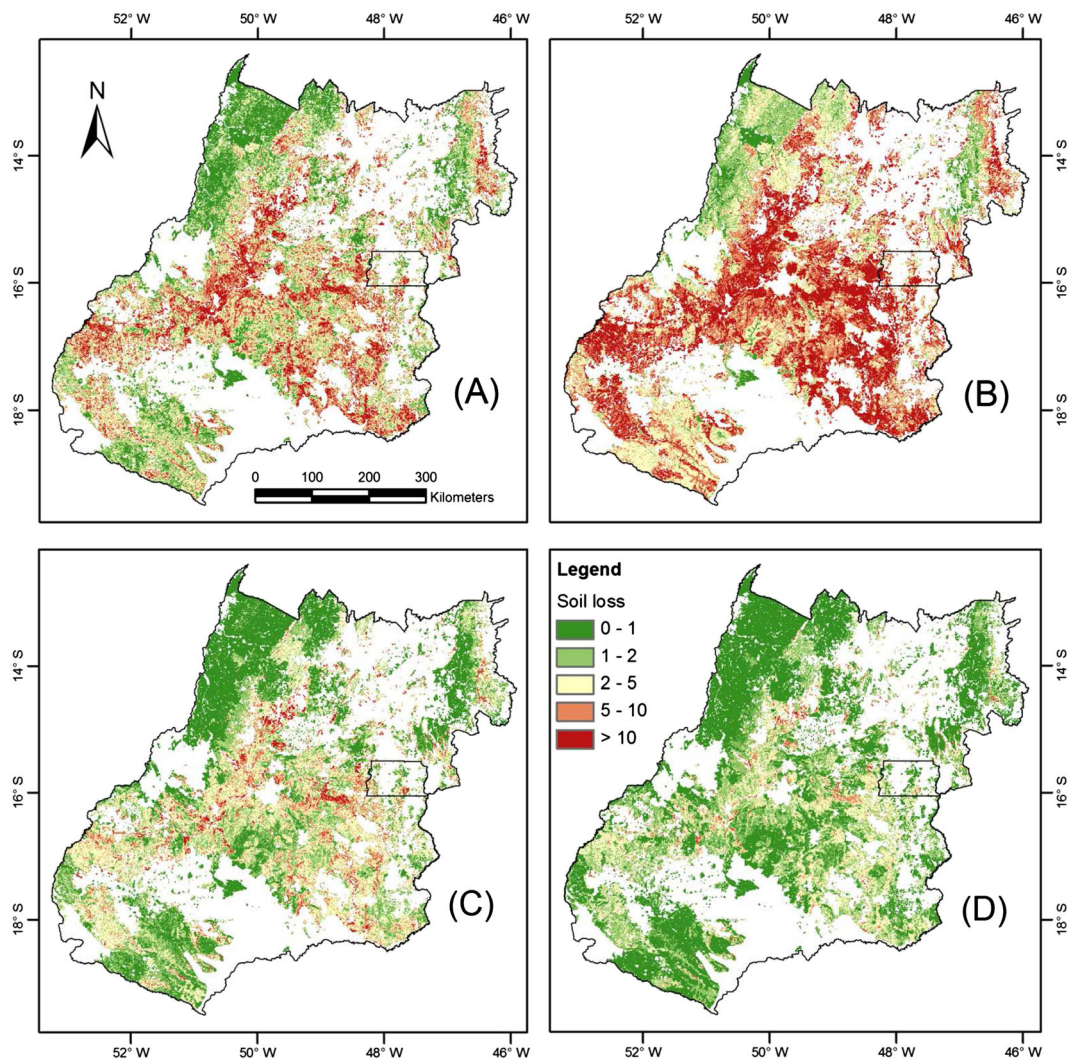 52° W 50° W 48° W 46° W
52° W 50° W 48° W 46° W
N
14° S
16° S
18° S
(A)
0 100 200 300
Kilometers
14° S
16° S
18° S
(B)
14° S
16° S
18° S
(C)
Legend
Soil loss
0 - 1
1 - 2
2 - 5
5 - 10
> 10
14° S
16° S
18° S
(D)
52° W 50° W 48° W 46° W
52° W 50° W 48° W 46° W